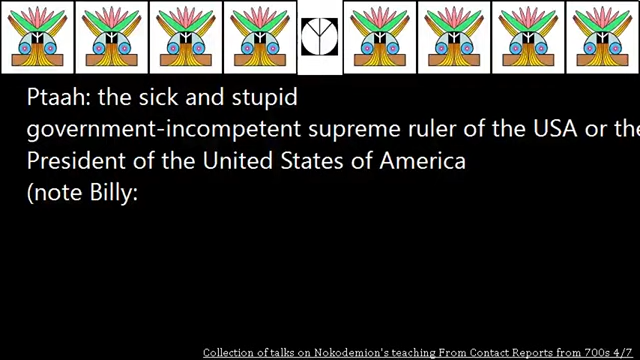 Ptaah: the sick and stupid
government-incompetent supreme ruler of the USA or the
President of the United States of America
(note Billy:
Collection of talks on Nokodemion's teaching From Contact Reports from 700s 4/7